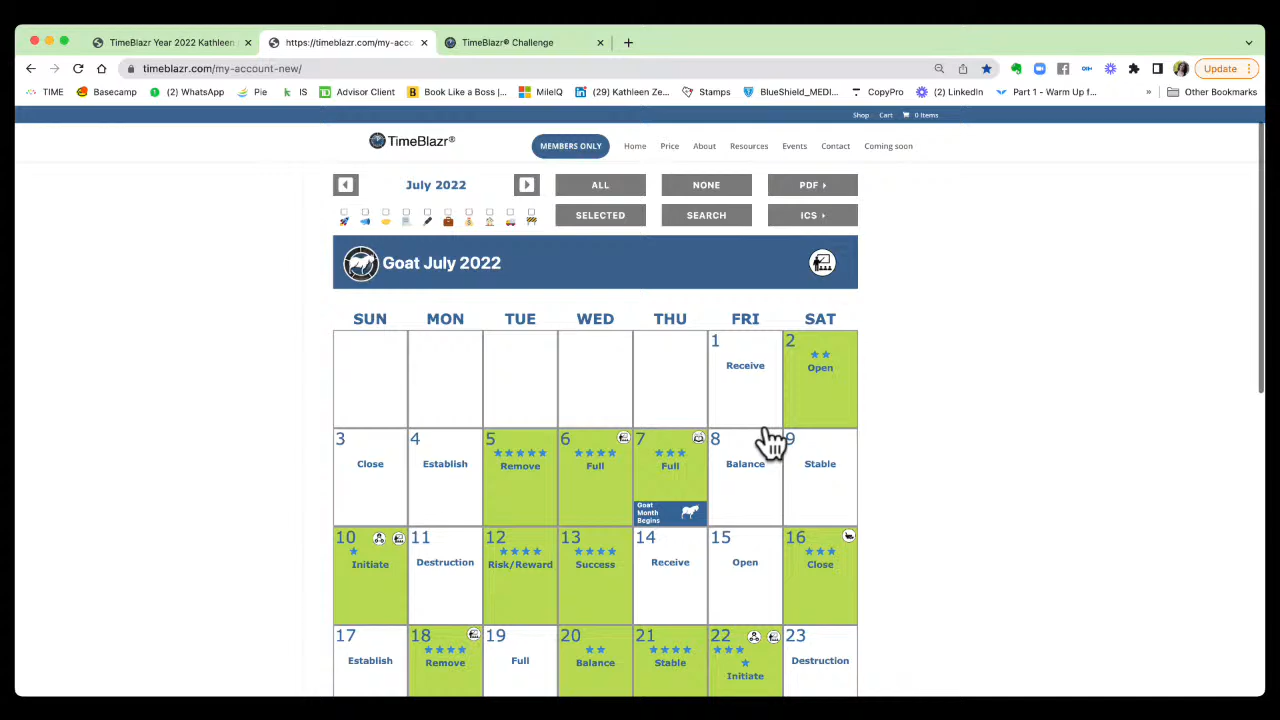 TimeBlazr Year 2022 Kathleen
https://timeblazr.com/my-acco
TimeBlazr® Challenge
timeblazr.com/my-account-new/
Update
TIME
Basecamp
(2) WhatsApp
Pie
IS
Advisor Client
Book Like a Boss |...
MileIQ
(29) Kathleen Ze...
Stamps
BlueShield_MEDI...
CopyPro
(2) LinkedIn
Part 1 - Warm Up f...
»
Other Bookmarks
Shop Cart 0 Items
TimeBlazr®
MEMBERS ONLY Home Price About Resources Events Contact Coming soon
July 2022
ALL NONE PDF
SELECTED SEARCH ICS
Goat July 2022
SUN MON TUE WED THU FRI SAT
1 2
Receive Open
3 4 5 6 7 8 9
Close Establish Remove Full Full Balance Stable
Goat
Month
Begins
10 11 12 13 14 15 16
Initiate Destruction Risk/Reward Success Receive Open Close
17 18 19 20 21 22 23
Establish Remove Full Balance Stable Initiate Destruction